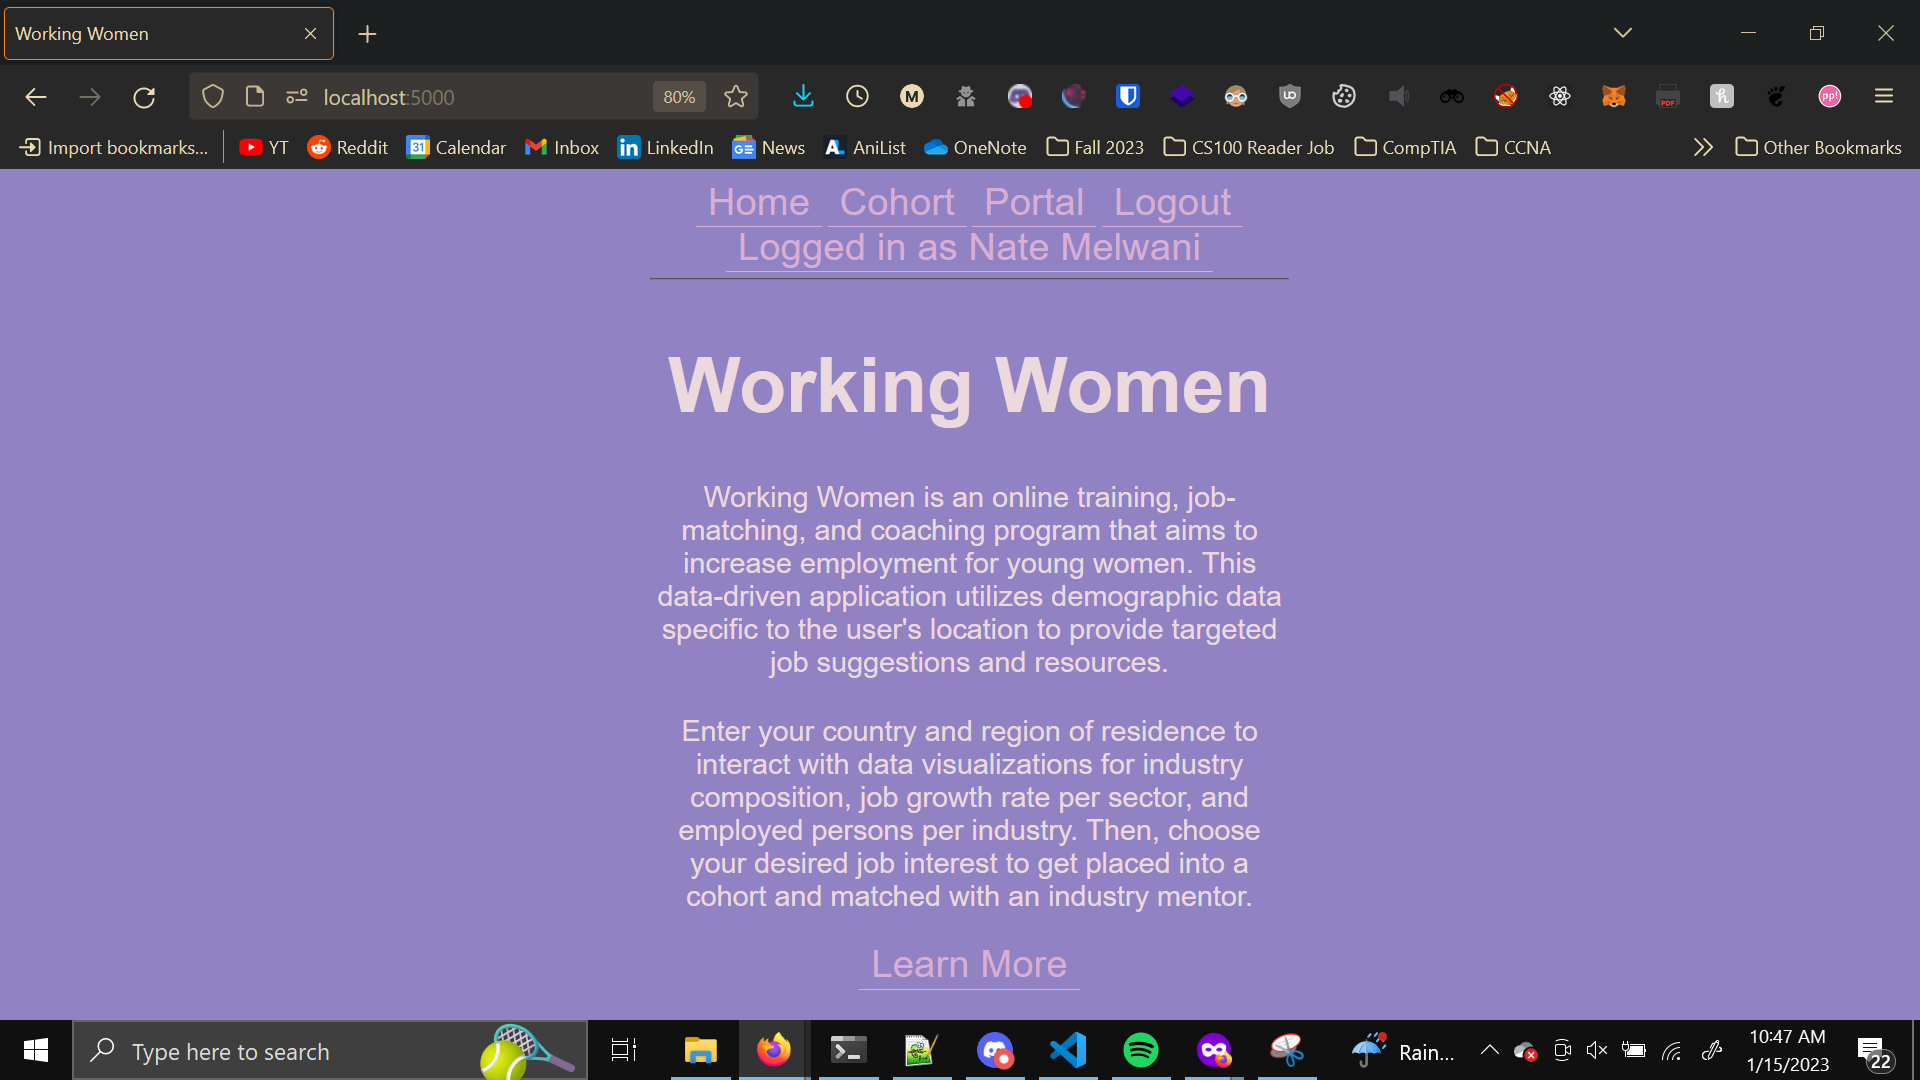 Working Women
localhost:5000
80%
Import bookmarks...
YT
Reddit
Calendar
Inbox
LinkedIn
News
AniList
OneNote
Fall 2023
CS100 Reader Job
CompTIA
CCNA
Other Bookmarks
Home Cohort Portal Logout
Logged in as Nate Melwani
Working Women
Working Women is an online training, job-
matching, and coaching program that aims to
increase employment for young women. This
data-driven application utilizes demographic data
specific to the user's location to provide targeted
job suggestions and resources.
Enter your country and region of residence to
interact with data visualizations for industry
composition, job growth rate per sector, and
employed persons per industry. Then, choose
your desired job interest to get placed into a
cohort and matched with an industry mentor.
Learn More
Type here to search
Rain...
10:47 AM
1/15/2023
22